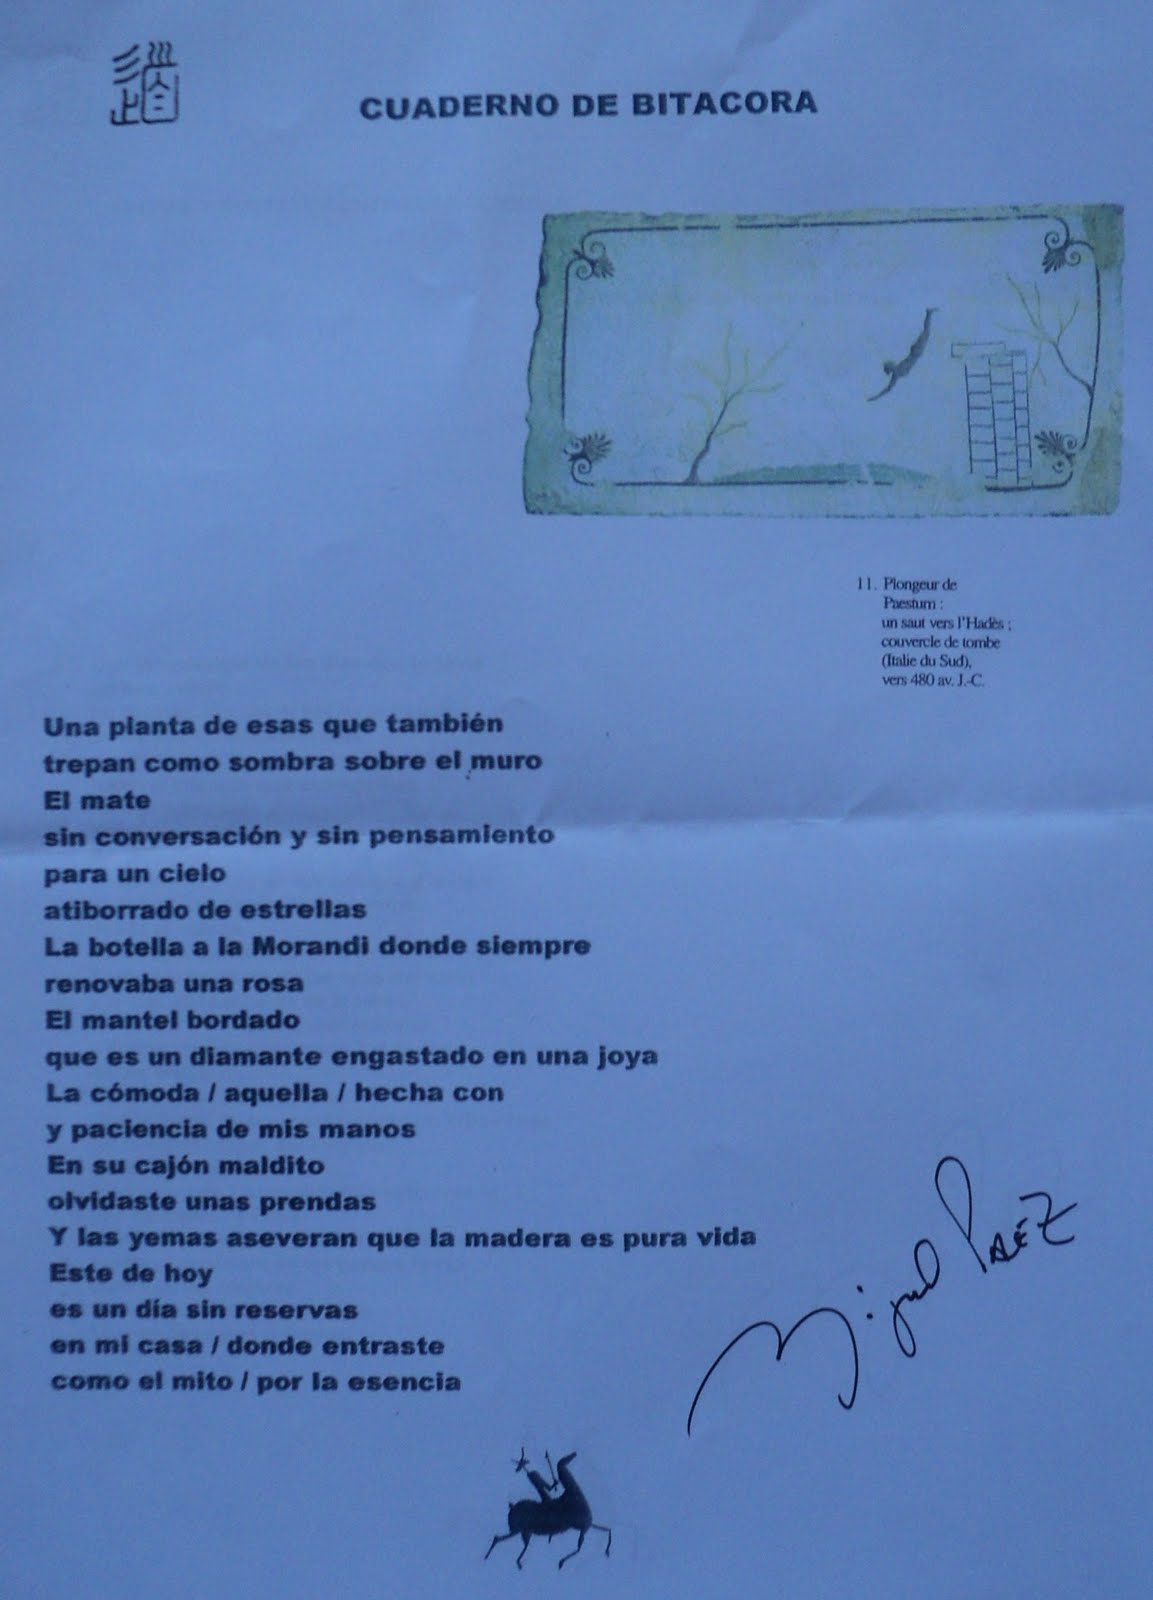 CUADERNO DE BITACORA
11. Plongeur de
Paestum :
un saut vers l'Hadès ;
couvercle de tombe
(Italie du Sud),
vers 480 av. J.-C.
Una planta de esas que también
trepan como sombra sobre el muro
El mate
sin conversación y sin pensamiento
para un cielo
atiborrado de estrellas
La botella a la Morandi donde siempre
renovaba una rosa
El mantel bordado
que es un diamante engastado en una joya
La cómoda / aquella / hecha con
y paciencia de mis manos
En su cajón maldito
olvidaste unas prendas
Y las yemas aseveran que la madera es pura vida
Este de hoy
es un día sin reservas
en mi casa / donde entraste
como el mito / por la esencia
Miguel PAÉZ